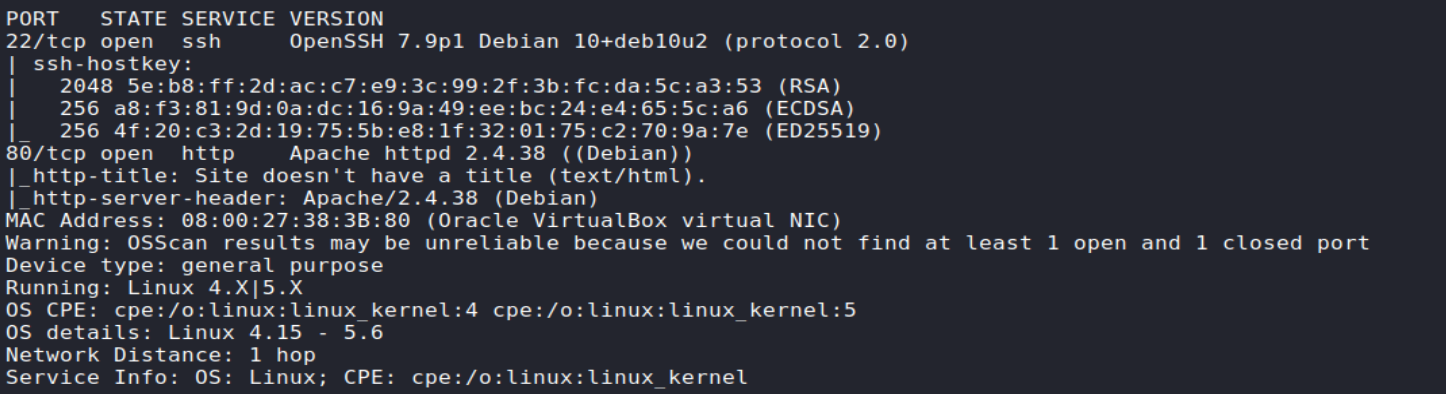 PORT   STATE SERVICE VERSION
22/tcp open  ssh     OpenSSH 7.9p1 Debian 10+deb10u2 (protocol 2.0)
| ssh-hostkey:
|   2048 5e:b8:ff:2d:ac:c7:e9:3c:99:2f:3b:fc:da:5c:a3:53 (RSA)
|   256 a8:f3:81:9d:0a:dc:16:9a:49:ee:bc:24:e4:65:5c:a6 (ECDSA)
|_  256 4f:20:c3:2d:19:75:5b:e8:1f:32:01:75:c2:70:9a:7e (ED25519)
80/tcp open  http    Apache httpd 2.4.38 ((Debian))
|_http-title: Site doesn't have a title (text/html).
|_http-server-header: Apache/2.4.38 (Debian)
MAC Address: 08:00:27:38:3B:80 (Oracle VirtualBox virtual NIC)
Warning: OSScan results may be unreliable because we could not find at least 1 open and 1 closed port
Device type: general purpose
Running: Linux 4.X|5.X
OS CPE: cpe:/o:linux:linux_kernel:4 cpe:/o:linux:linux_kernel:5
OS details: Linux 4.15 - 5.6
Network Distance: 1 hop
Service Info: OS: Linux; CPE: cpe:/o:linux:linux_kernel